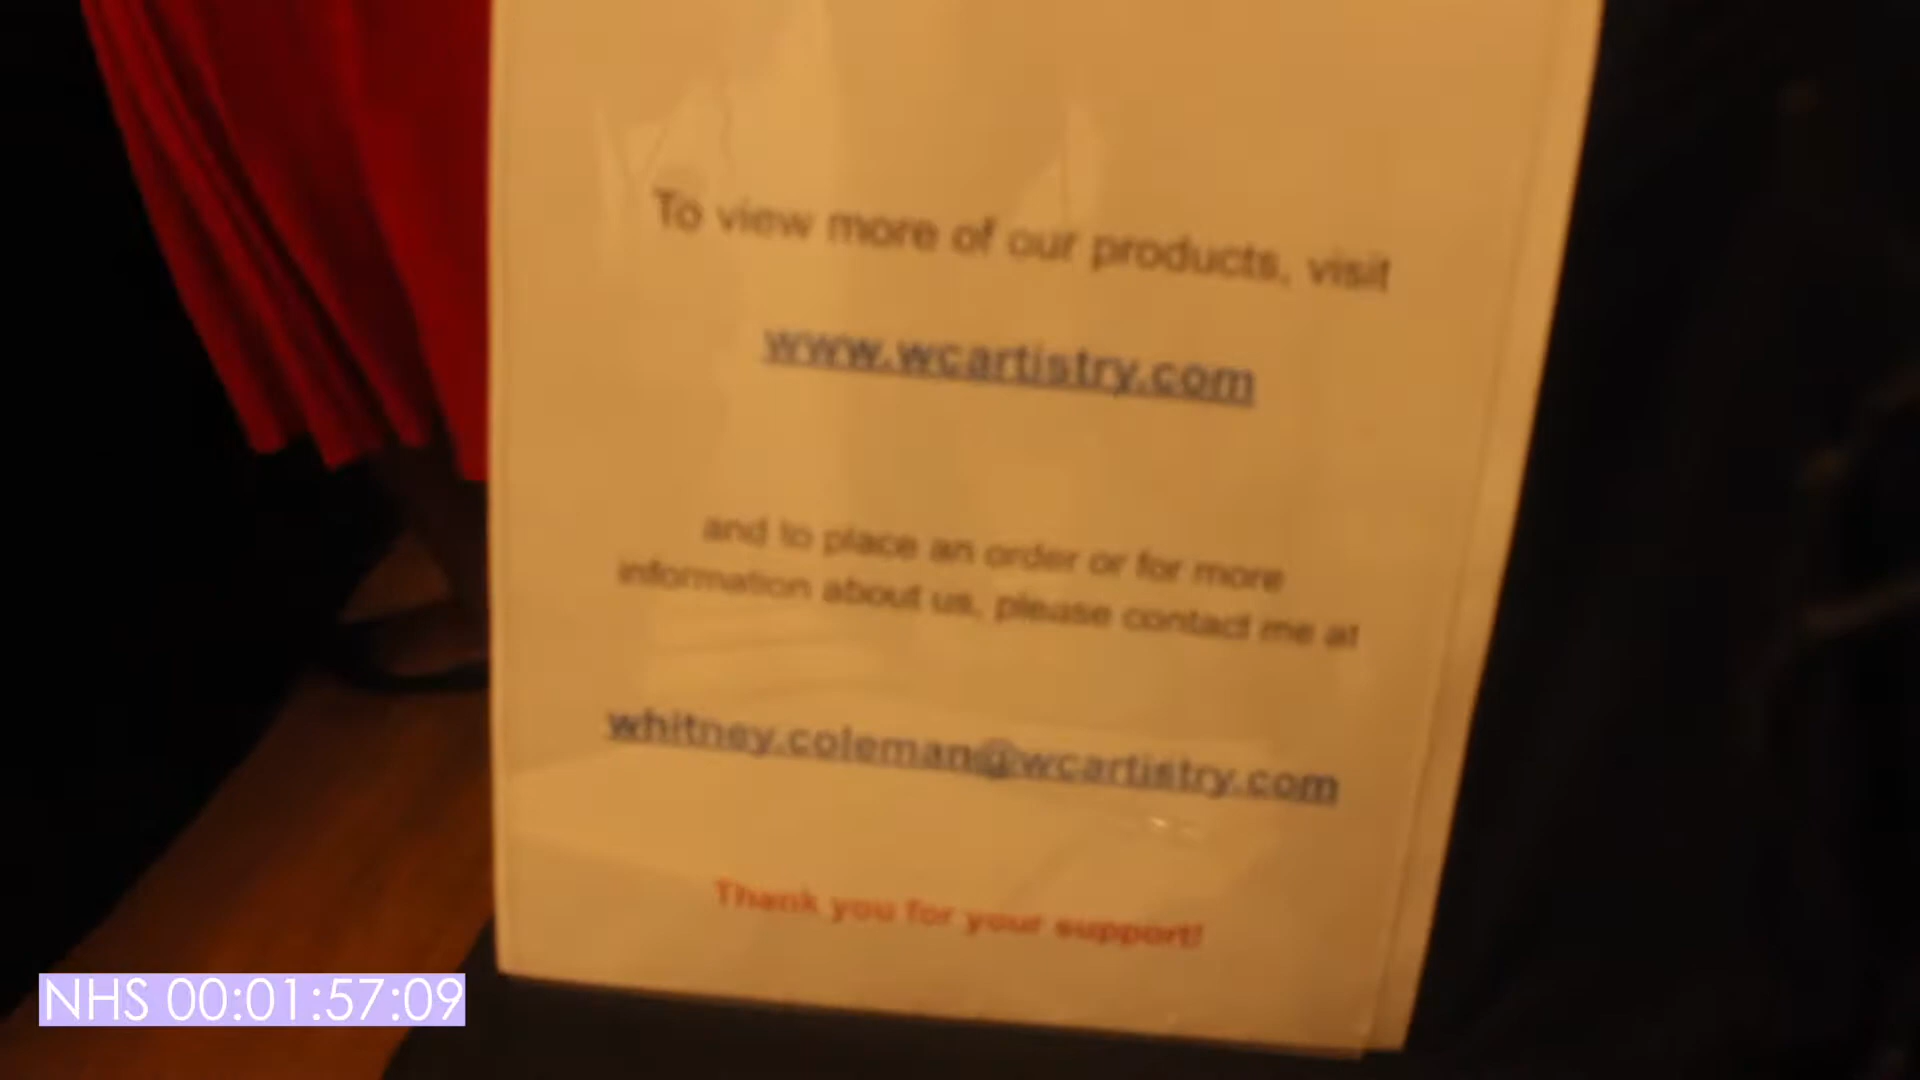 To view more of our products, visit
www.wcartistry.com
and to place an order or for more
information about us, please contact me at
whitney.coleman@wcartistry.com
Thank you for your support!
NHS 00:01:57:09